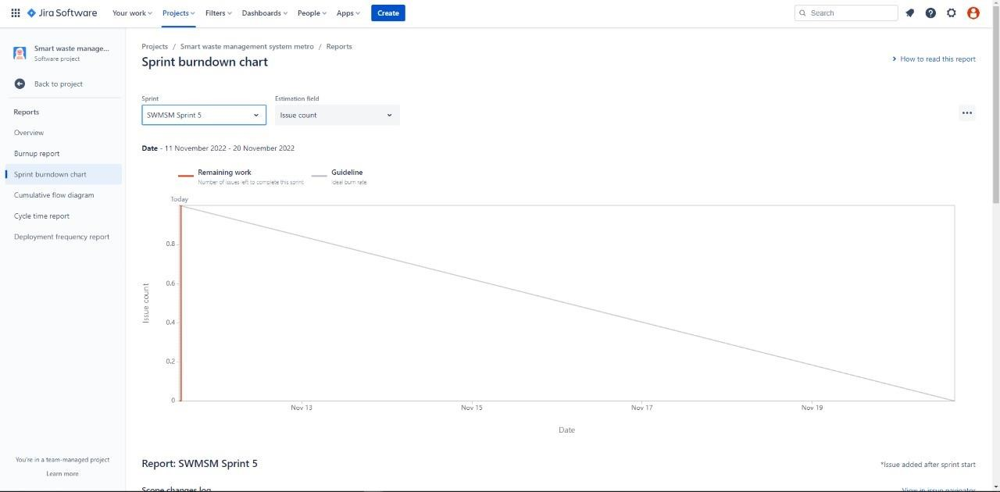 Jira Software
Your work
Projects
Filters
Dashboards
People
Apps
Create
Search
Smart waste manage...
Software project
Back to project
Reports
Overview
Burnup report
Sprint burndown chart
Cumulative flow diagram
Cycle time report
Deployment frequency report
You're in a team-managed project
Learn more
Projects / Smart waste management system metro / Reports
Sprint burndown chart
How to read this report
Sprint
SWMSM Sprint 5
Estimation field
Issue count
Date - 11 November 2022 - 20 November 2022
Remaining work
Number of issues left to complete this sprint
Guideline
Ideal burn rate
Today
0.8
0.6
0.4
0.2
0
Issue count
Nov 13
Nov 15
Nov 17
Nov 19
Date
Report: SWMSM Sprint 5
*Issue added after sprint start
Scope changes log
View in issue navigator